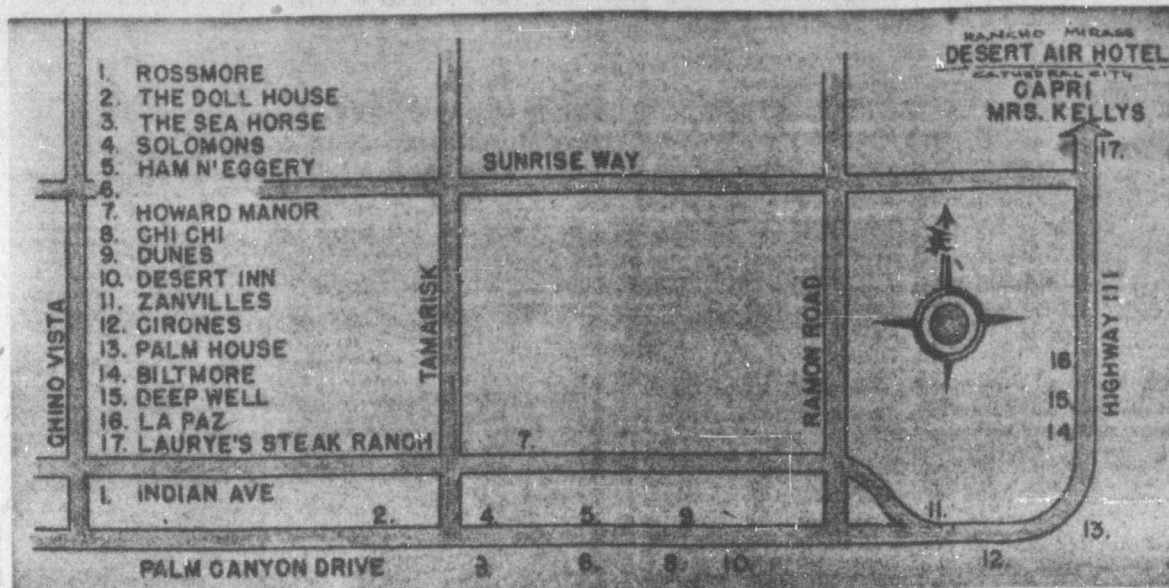 1. ROSSMORE
2. THE DOLL HOUSE
3. THE SEA HORSE
4. SOLOMONS
5. HAM N' EGGERY
6.
7. HOWARD MANOR
8. CHI CHI
9. DUNES
10. DESERT INN
11. ZANVILLES
12. CIRONES
13. PALM HOUSE
14. BILTMORE
15. DEEP WELL
16. LA PAZ
17. LAURYE'S STEAK RANCH
RANCHO MIRAGE
DESERT AIR HOTEL
CATHEDRAL CITY
CAPRI
MRS. KELLYS
17.
SUNRISE WAY
CHINO VISTA
TAMARISK
RAMON ROAD
HIGHWAY 111
16.
15.
14.
7.
1.
INDIAN AVE
2.
4.
5.
9.
11.
13.
PALM CANYON DRIVE
3.
6.
8.
10.
12.